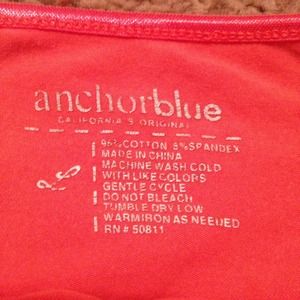 anchorblue
CALIFORNIA'S ORIGINAL
95% COTTON 5% SPANDEX
MADE IN CHINA
MACHINE WASH COLD
WITH LIKE COLORS
GENTLE CYCLE
DO NOT BLEACH
TUMBLE DRY LOW
WARM IRON AS NEEDED
RN# 50811